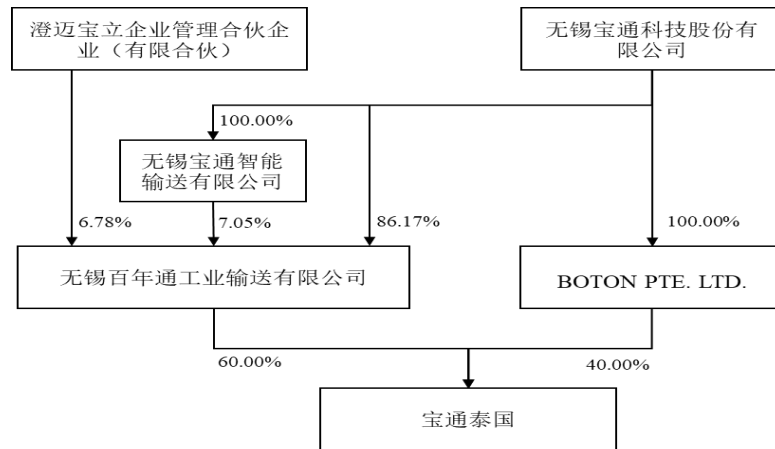 澄迈宝立企业管理合伙企
业（有限合伙）
无锡宝通科技股份有
限公司
100.00%
无锡宝通智能
输送有限公司
6.78%
7.05%
86.17%
100.00%
无锡百年通工业输送有限公司
BOTON PTE. LTD.
60.00%
40.00%
宝通泰国